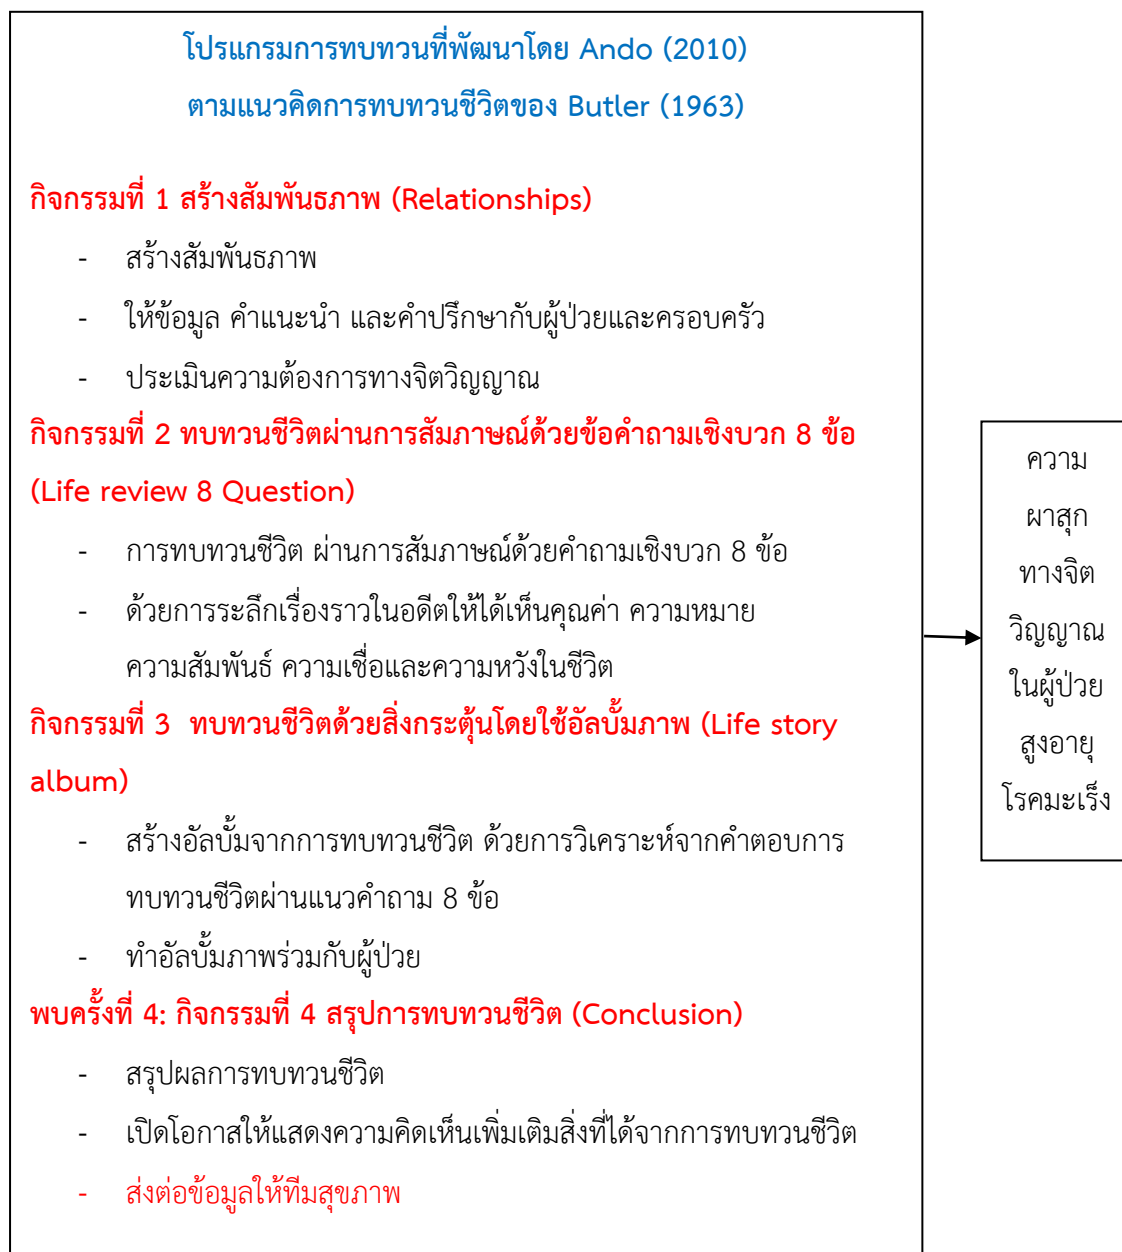 โปรแกรมการทบทวนที่พัฒนาโดย Ando (2010)
ตามแนวคิดการทบทวนชีวิตของ Butler (1963)
กิจกรรมที่ 1 สร้างสัมพันธภาพ (Relationships)
- สร้างสัมพันธภาพ
- ให้ข้อมูล คำแนะนำ และคำปรึกษากับผู้ป่วยและครอบครัว
- ประเมินความต้องการทางจิตวิญญาณ
กิจกรรมที่ 2 ทบทวนชีวิตผ่านการสัมภาษณ์ด้วยข้อคำถามเชิงบวก 8 ข้อ
(Life review 8 Question)
- การทบทวนชีวิต ผ่านการสัมภาษณ์ด้วยคำถามเชิงบวก 8 ข้อ
- ด้วยการระลึกเรื่องราวในอดีตให้ได้เห็นคุณค่า ความหมาย
ความสัมพันธ์ ความเชื่อและความหวังในชีวิต
กิจกรรมที่ 3  ทบทวนชีวิตด้วยสิ่งกระตุ้นโดยใช้อัลบั้มภาพ (Life story
album)
- สร้างอัลบั้มจากการทบทวนชีวิต ด้วยการวิเคราะห์จากคำตอบการ
ทบทวนชีวิตผ่านแนวคำถาม 8 ข้อ
- ทำอัลบั้มภาพร่วมกับผู้ป่วย
พบครั้งที่ 4: กิจกรรมที่ 4 สรุปการทบทวนชีวิต (Conclusion)
- สรุปผลการทบทวนชีวิต
- เปิดโอกาสให้แสดงความคิดเห็นเพิ่มเติมสิ่งที่ได้จากการทบทวนชีวิต
- ส่งต่อข้อมูลให้ทีมสุขภาพ
ความ
ผาสุก
ทางจิต
วิญญาณ
ในผู้ป่วย
สูงอายุ
โรคมะเร็ง